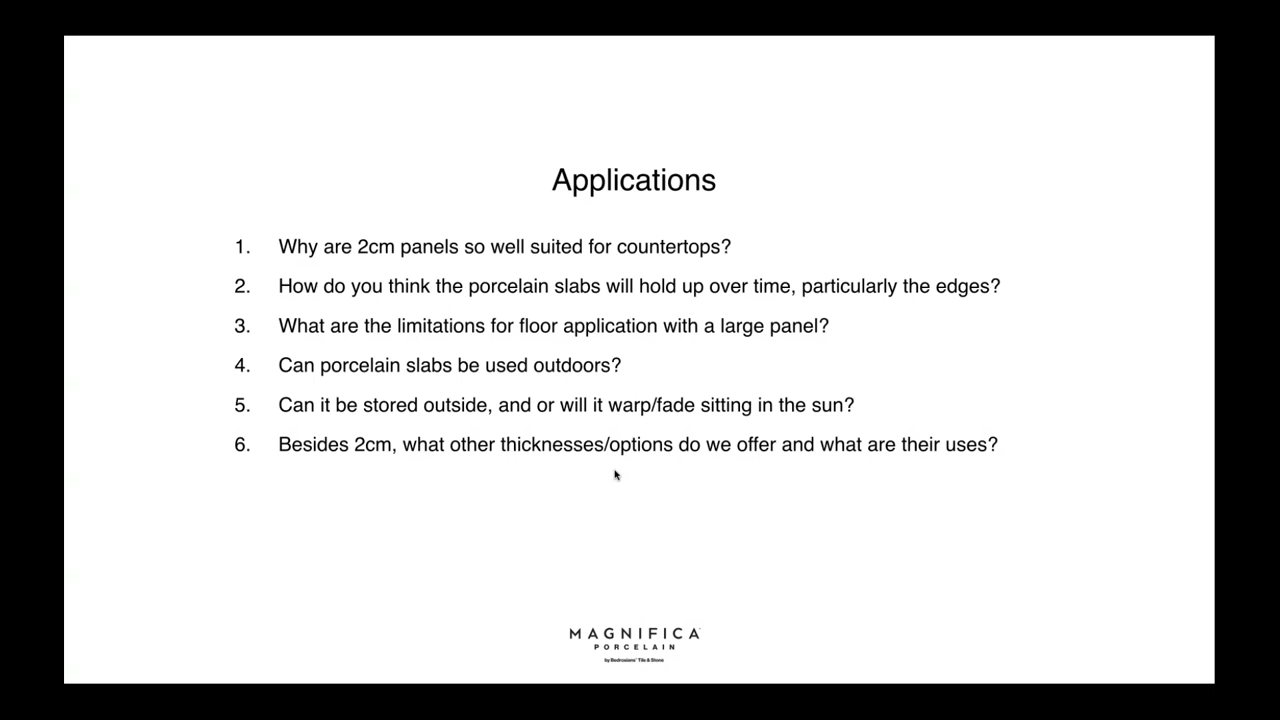 Applications
1. Why are 2cm panels so well suited for countertops?
2. How do you think the porcelain slabs will hold up over time, particularly the edges?
3. What are the limitations for floor application with a large panel?
4. Can porcelain slabs be used outdoors?
5. Can it be stored outside, and or will it warp/fade sitting in the sun?
6. Besides 2cm, what other thicknesses/options do we offer and what are their uses?
MAGNIFICA
PORCELAIN
by Bedrosians Tile & Stone